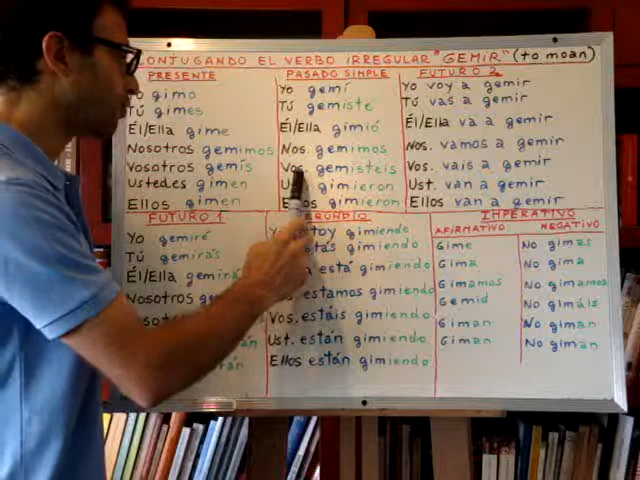 CONJUGANDO EL VERBO IRREGULAR "GEMIR" (to moan)
PRESENTE
Yo gimo
Tú gimes
Él/Ella gime
Nosotros gemimos
Vosotros gemís
Ustedes gimen
Ellos gimen
PASADO SIMPLE
Yo gemí
Tú gemiste
Él/Ella gimió
Nos. gemimos
Vos. gemisteis
Ust. gimieron
Ellos gimieron
FUTURO 2
Yo voy a gemir
Tú vas a gemir
Él/Ella va a gemir
Nos. vamos a gemir
Vos. vais a gemir
Ust. van a gemir
Ellos van a gemir
FUTURO 1
Yo gemiré
Tú gemirás
Él/Ella gemirá
Nosotros
GERUNDIO
estoy gimiendo
estás gimiendo
está gimiendo
estamos gimiendo
Vos. estáis gimiendo
Ust. están gimiendo
Ellos están gimiendo
IMPERATIVO
AFIRMATIVO
Gime
Gima
Gimamos
Gemid
Giman
Giman
NEGATIVO
No gimas
No gima
No gimamos
No gimáis
No giman
No giman